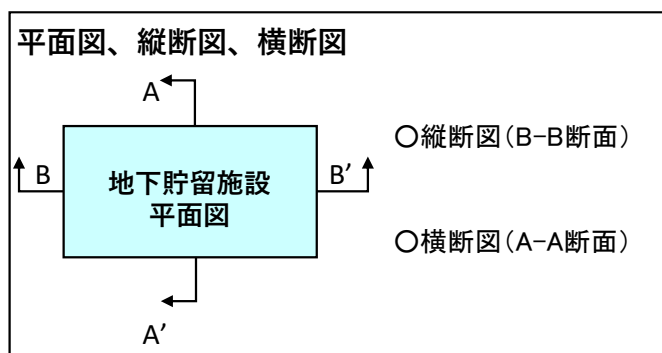 平面図、縦断図、横断図
A
B
地下貯留施設
平面図
B’
A’
○縦断図(B-B断面)
○横断図(A-A断面)